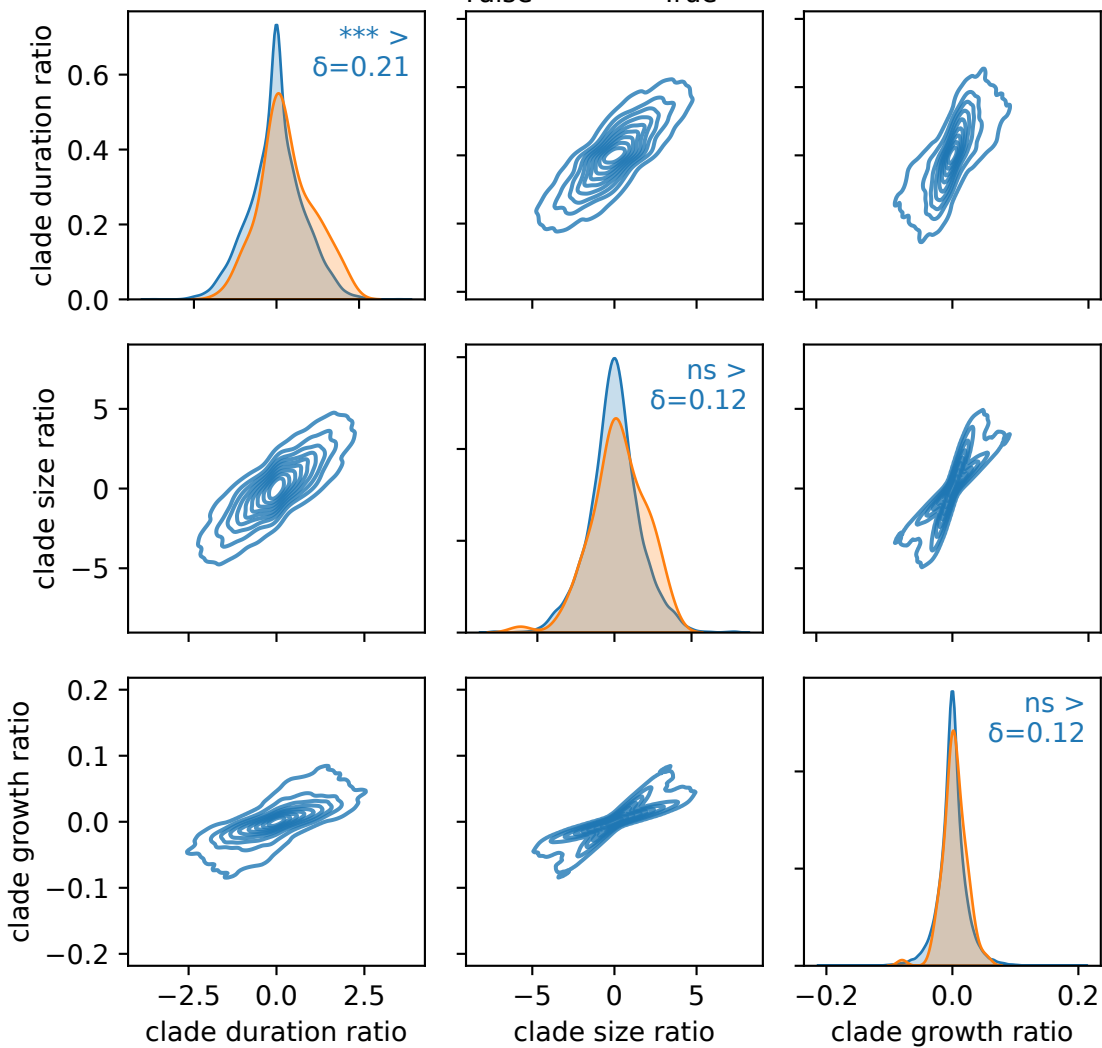 True
clade duration ratio
0.6
0.4
0.2
0.0
*** >
δ=0.21
clade size ratio
5
0
−5
ns >
δ=0.12
clade growth ratio
0.2
0.1
0.0
−0.1
−0.2
ns >
δ=0.12
−2.5 0.0 2.5
−5 0 5
−0.2 0.0 0.2
clade duration ratio
clade size ratio
clade growth ratio